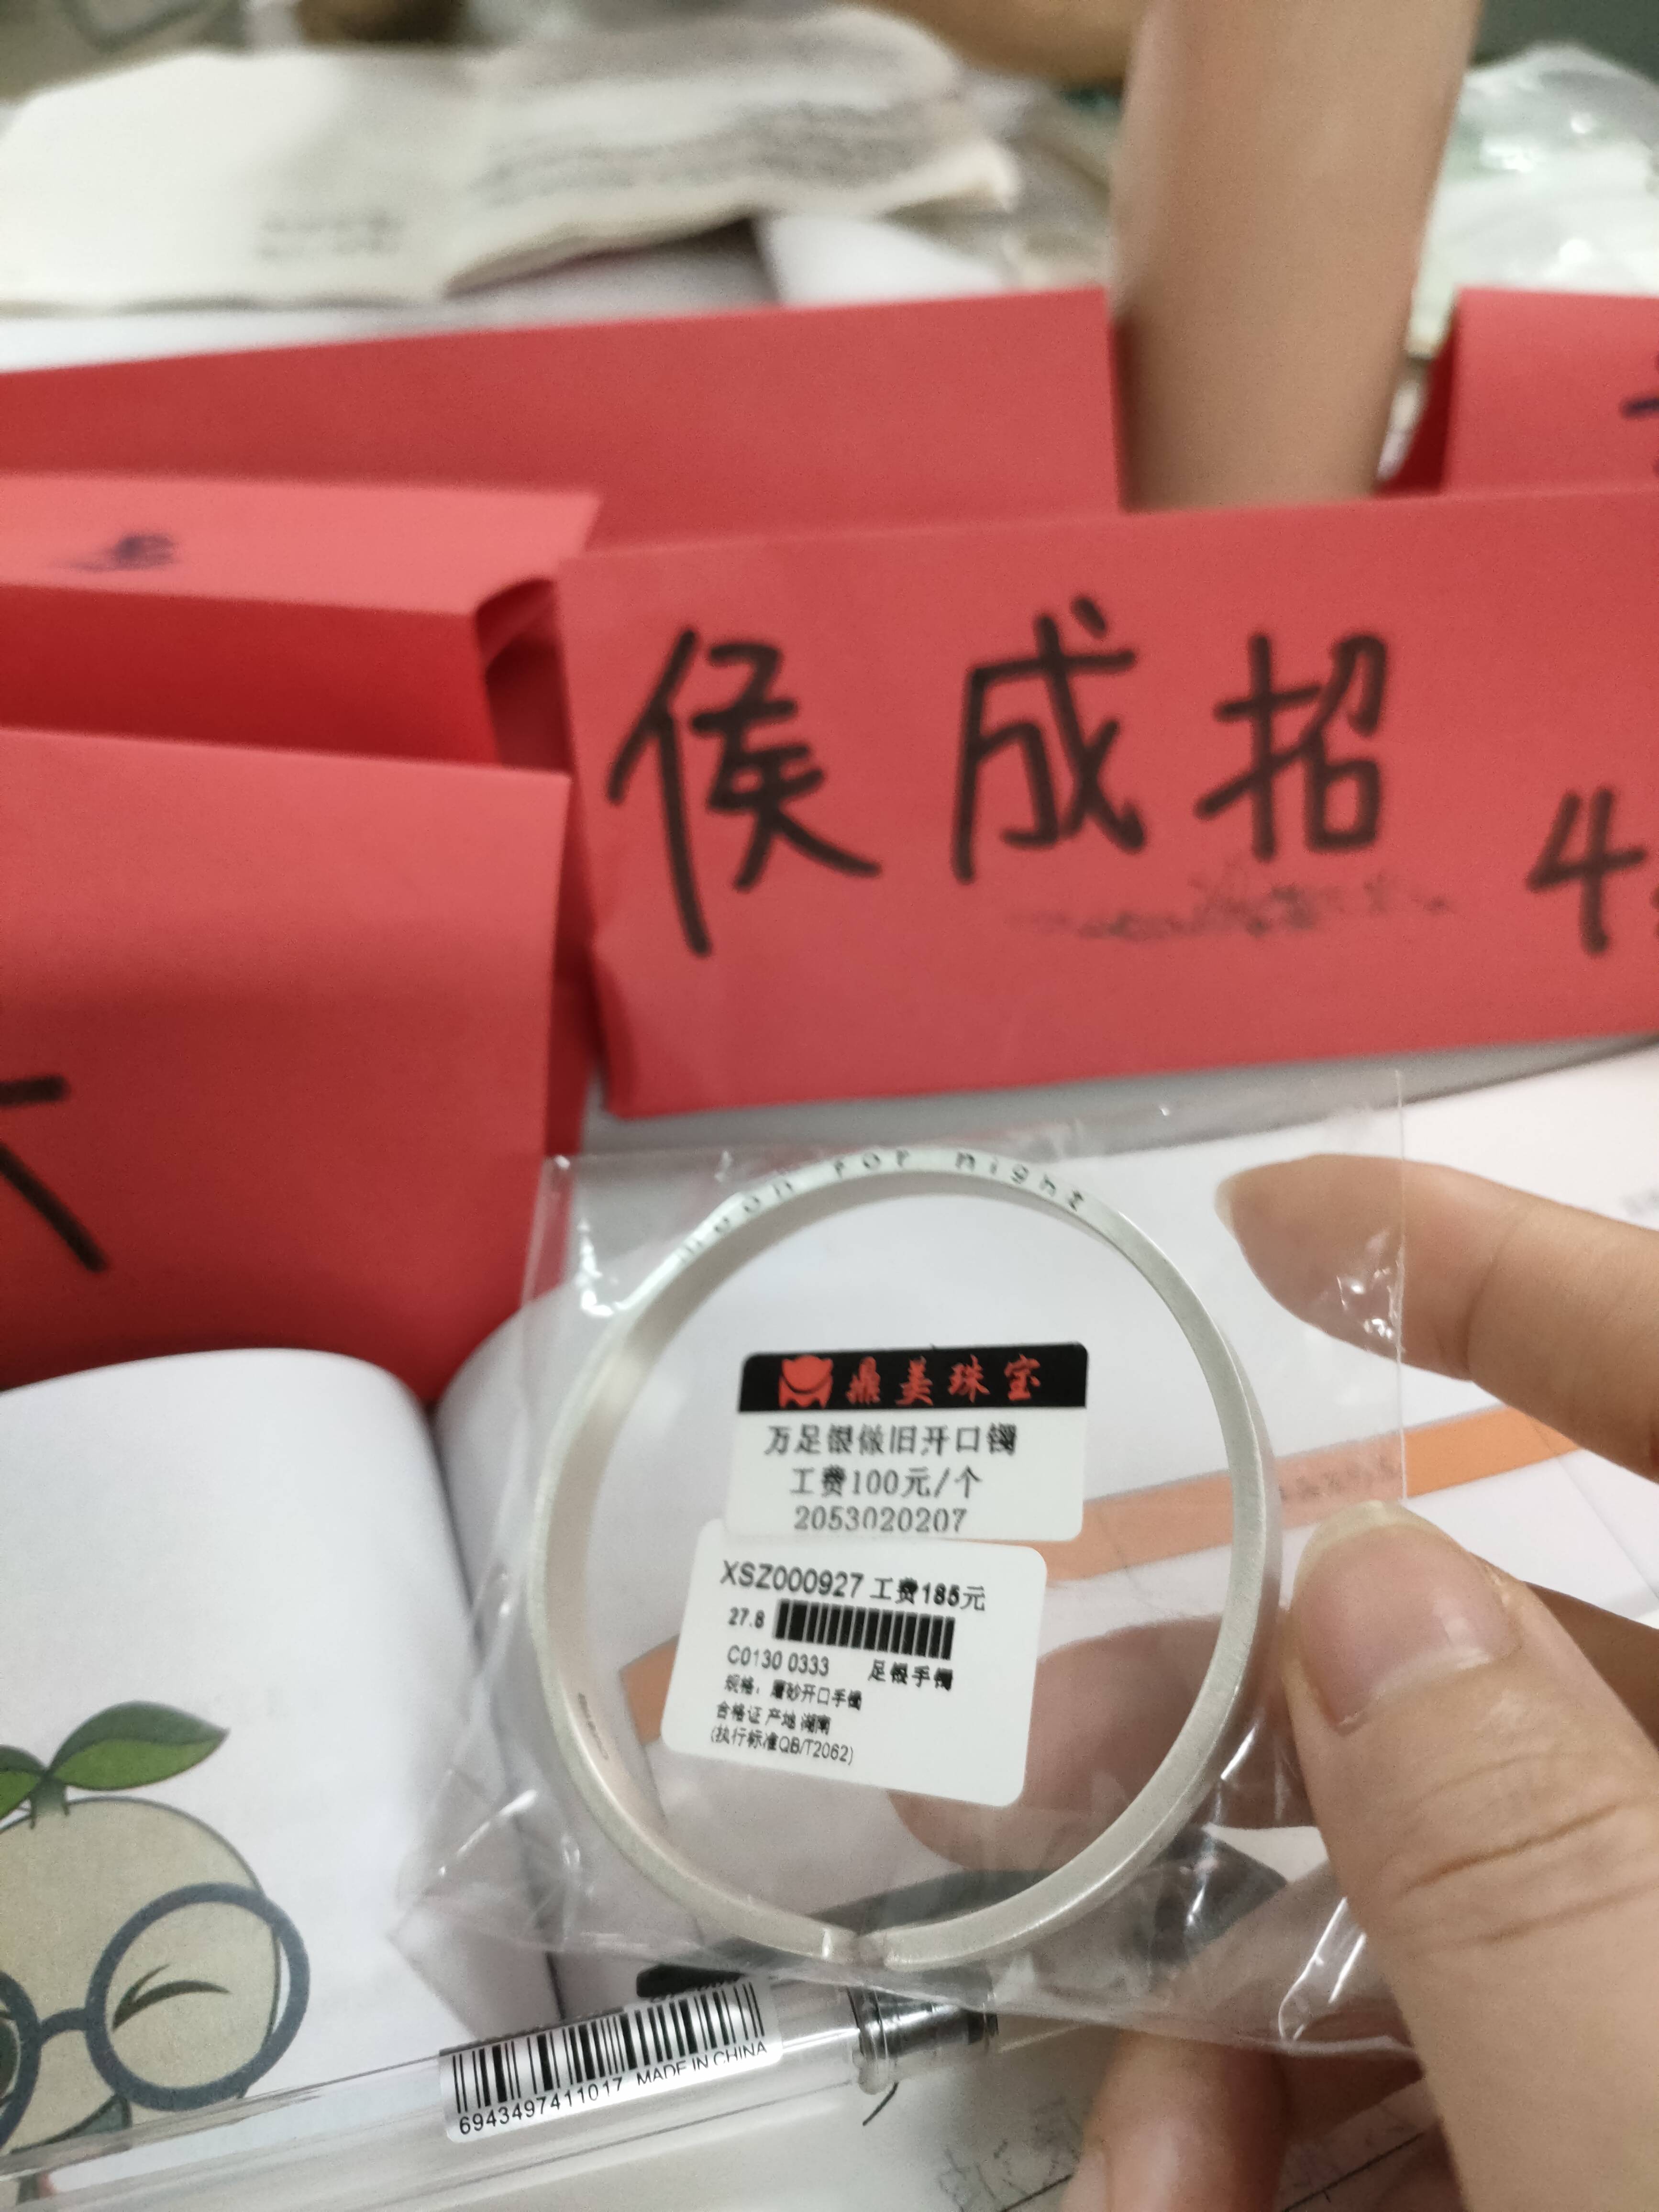 侯成招
4
for night
鼎美珠宝
万足银做旧开口镯
工费100元/个
2053020207
XSZ000927 工费185元
27.8
C0130 0333 足银手镯
规格：磨砂开口手镯
合格证 产地 湖南
(执行标准QB/T2062)
6943497411017 MADE IN CHINA